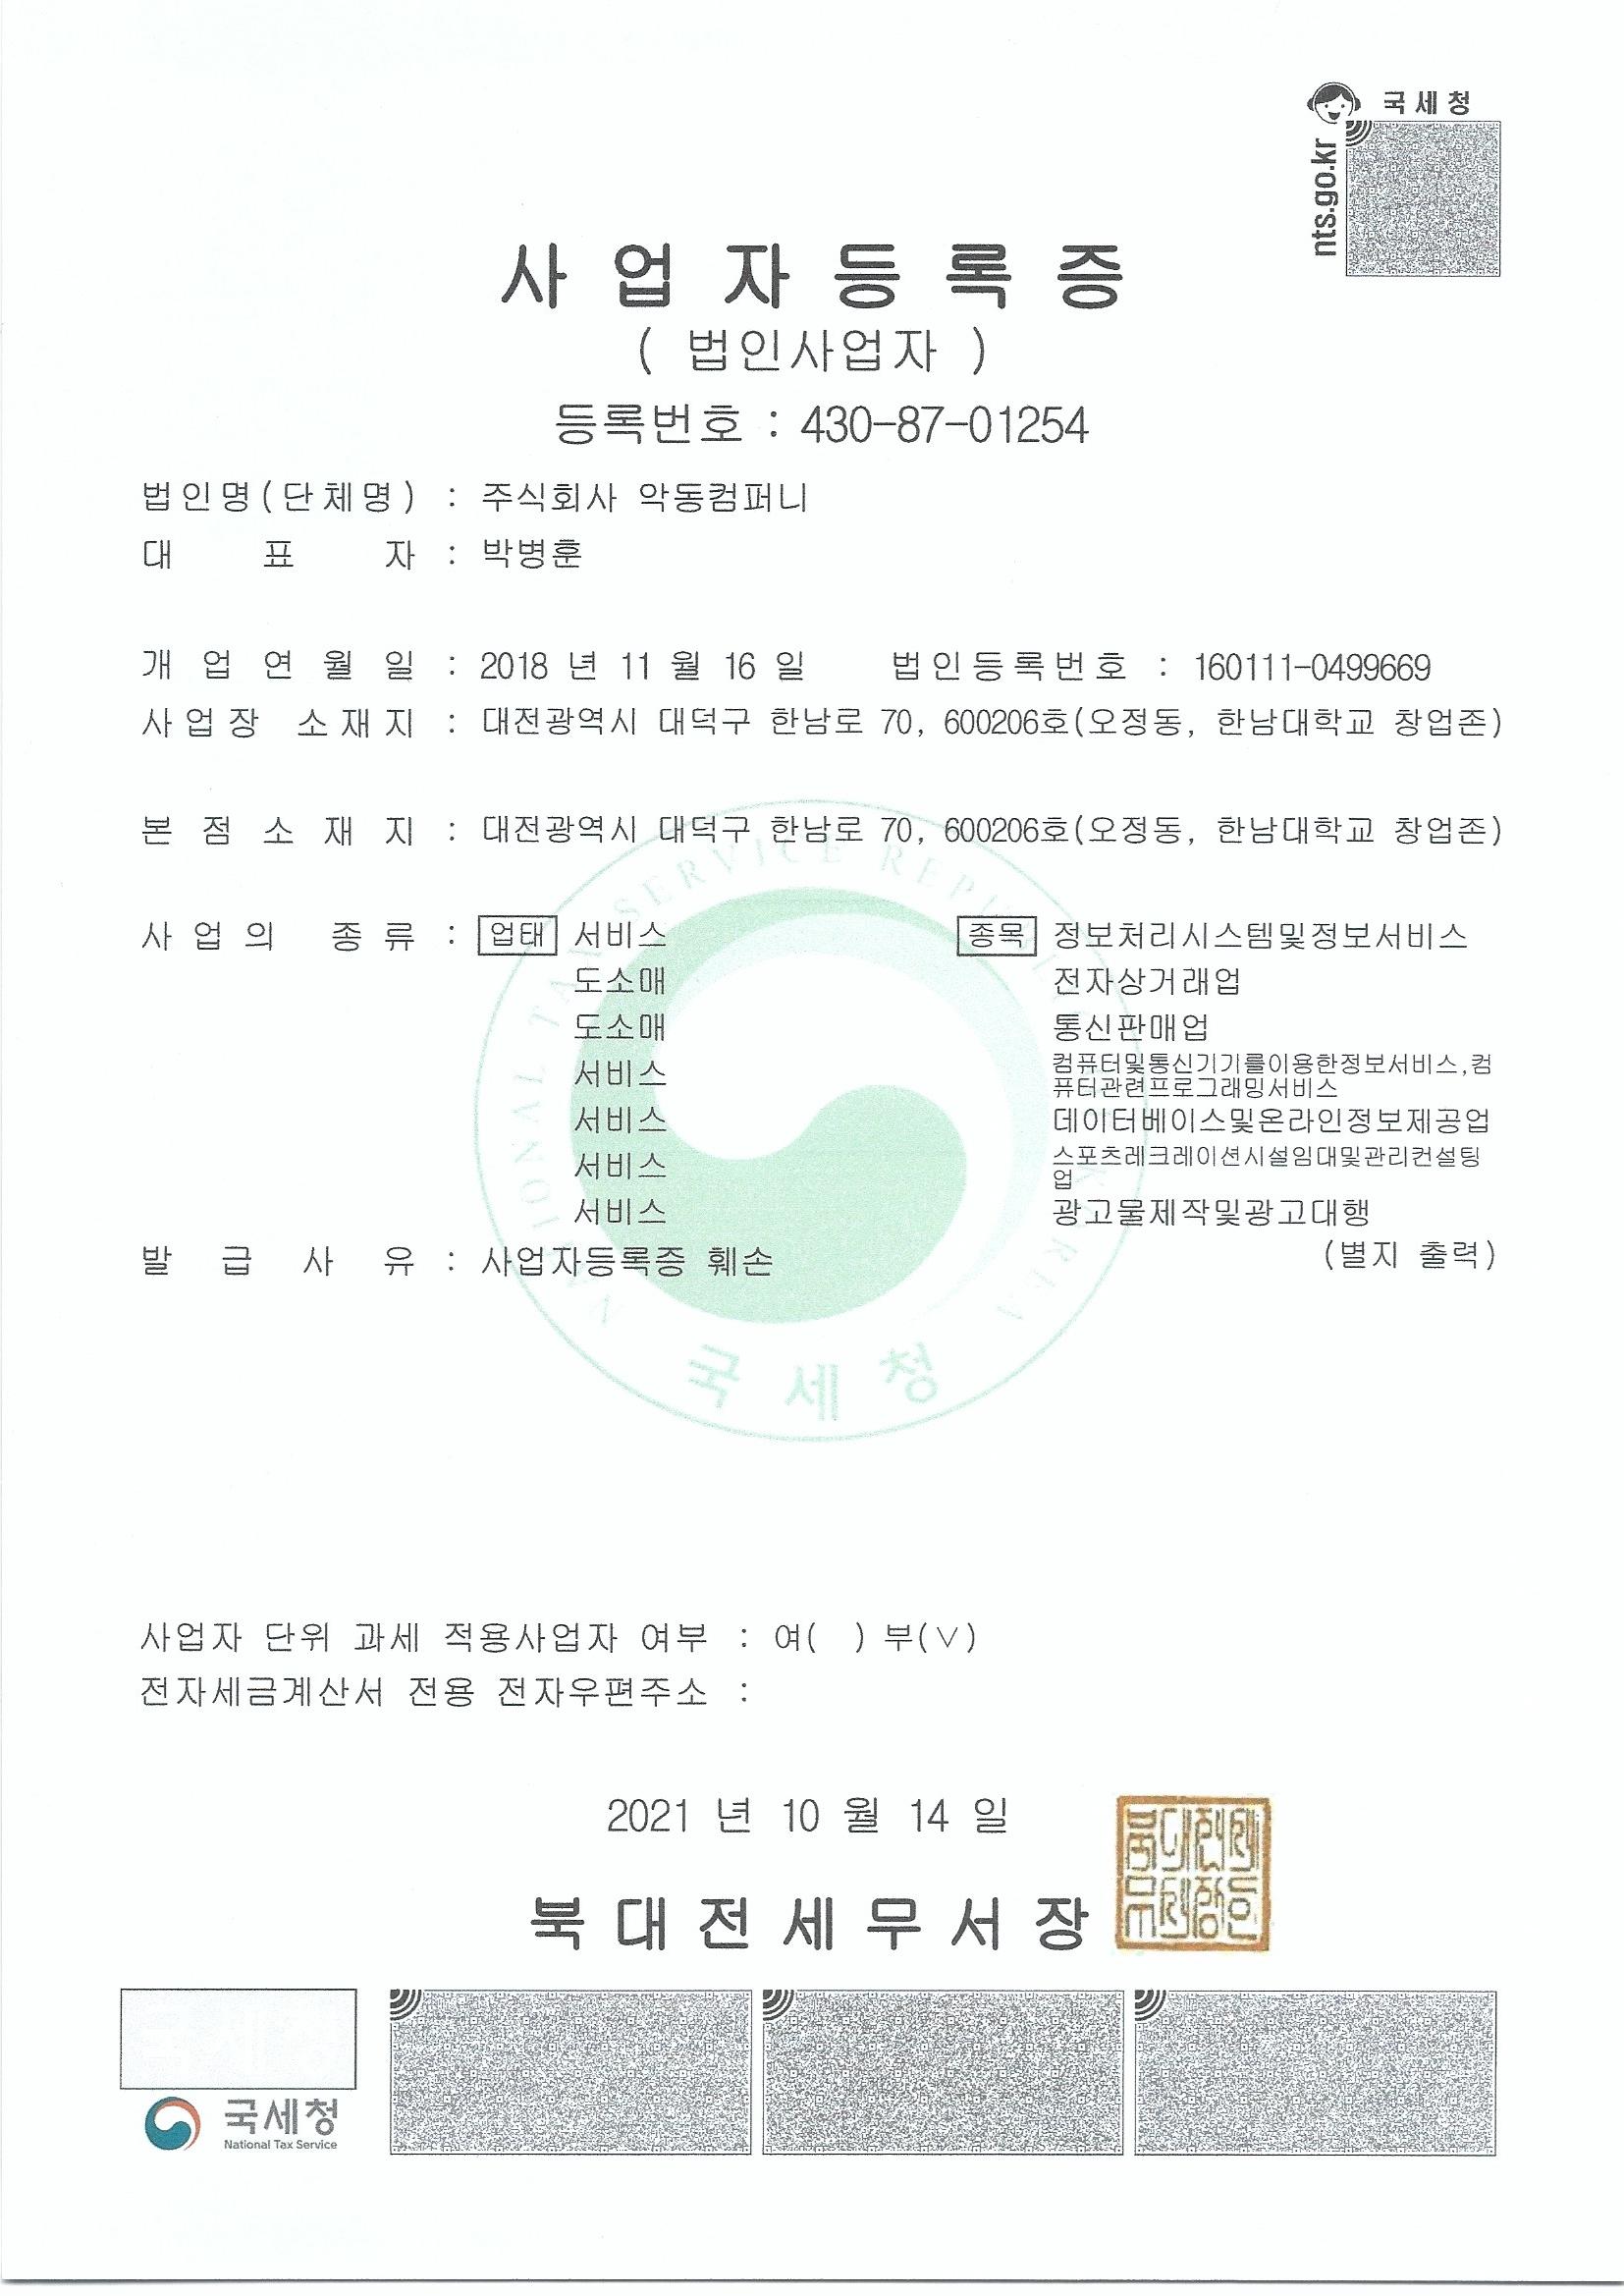 국세청
nts.go.kr
사업자등록증
( 법인사업자 )
등록번호 : 430-87-01254
법인명(단체명) : 주식회사 악동컴퍼니
대표자 : 박병훈
개업연월일 : 2018 년 11 월 16 일 법인등록번호 : 160111-0499669
사업장 소재지 : 대전광역시 대덕구 한남로 70, 600206호(오정동, 한남대학교 창업존)
본점소재지 : 대전광역시 대덕구 한남로 70, 600206호(오정동, 한남대학교 창업존)
사업의 종류 : 업태 서비스 종목 정보처리시스템및정보서비스
도소매 전자상거래업
도소매 통신판매업
서비스 컴퓨터및통신기기를이용한정보서비스,컴
퓨터관련프로그래밍서비스
서비스 데이터베이스및온라인정보제공업
서비스 스포츠레크레이션시설임대및관리컨설팅
업
서비스 광고물제작및광고대행
발급사유 : 사업자등록증 훼손 (별지 출력)
NATIONAL TAX SERVICE REPUBLIC KOREA
국세청
사업자 단위 과세 적용사업자 여부 : 여( ) 부(∨)
전자세금계산서 전용 전자우편주소 :
2021 년 10 월 14 일
북대전세무서장
국세청
National Tax Service